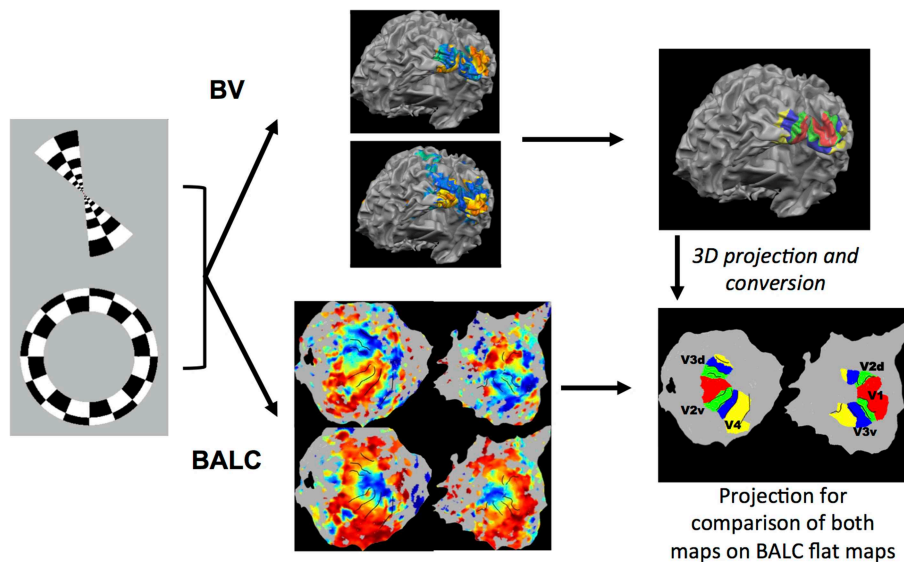 BV
BALC
3D projection and
conversion
V3d
V2v
V4
V2d
V1
V3v
Projection for
comparison of both
maps on BALC flat maps